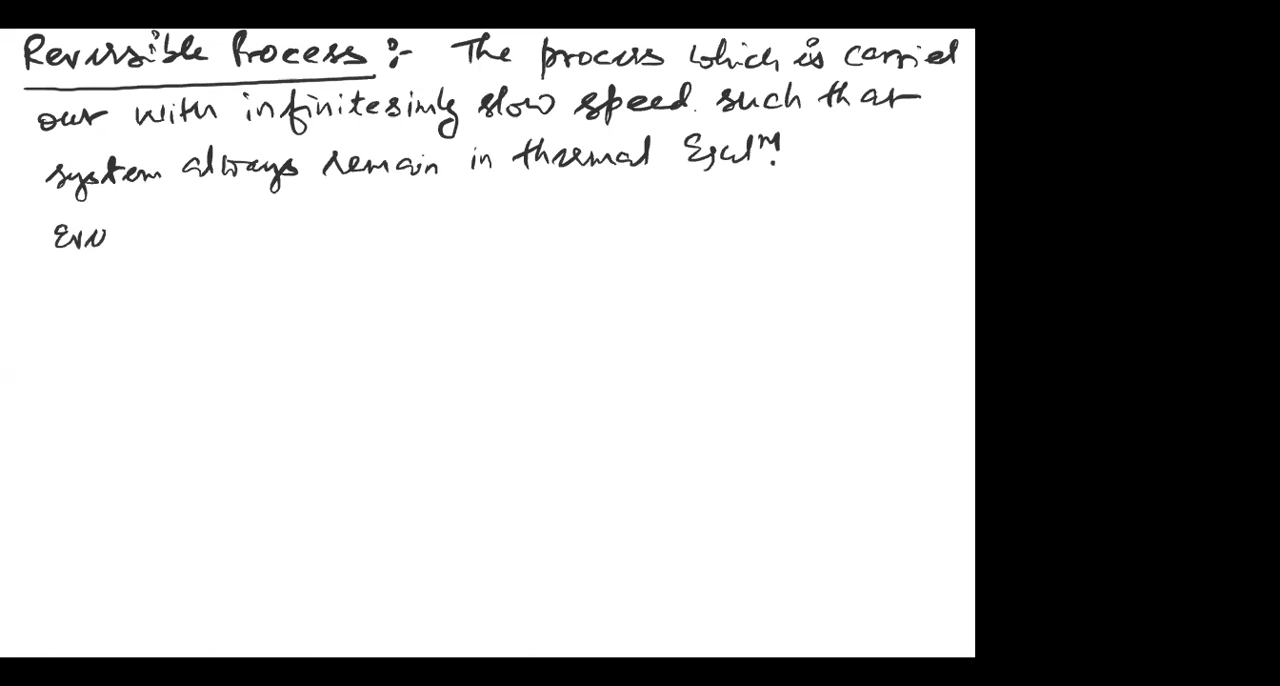 Reversible Process :- The process which is carried
out with infinitesimly slow speed. such that
system always remain in thermal Eqlm.